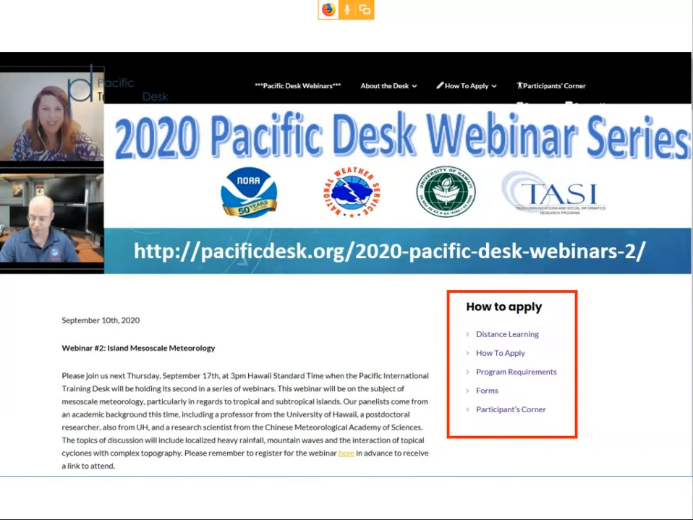 Pacific
Desk
***Pacific Desk Webinars***
About the Desk
How To Apply
Participants' Corner
2020 Pacific Desk Webinar Series
NOAA
50 YEARS
NATIONAL WEATHER SERVICE
UNIVERSITY OF HAWAII
TASI
RESEARCH PROGRAM
http://pacificdesk.org/2020-pacific-desk-webinars-2/
How to apply
Distance Learning
How To Apply
Program Requirements
Forms
Participant's Corner
September 10th, 2020
Webinar #2: Island Mesoscale Meteorology
Please join us next Thursday, September 17th, at 3pm Hawaii Standard Time when the Pacific International
Training Desk will be holding its second in a series of webinars. This webinar will be on the subject of
mesoscale meteorology, particularly in regards to tropical and subtropical islands. Our panelists come from
an academic background this time, including a professor from the University of Hawaii, a postdoctoral
researcher, also from UH, and a research scientist from the Chinese Meteorological Academy of Sciences.
The topics of discussion will include localized heavy rainfall, mountain waves and the interaction of topical
cyclones with complex topography. Please remember to register for the webinar here in advance to receive
a link to attend.